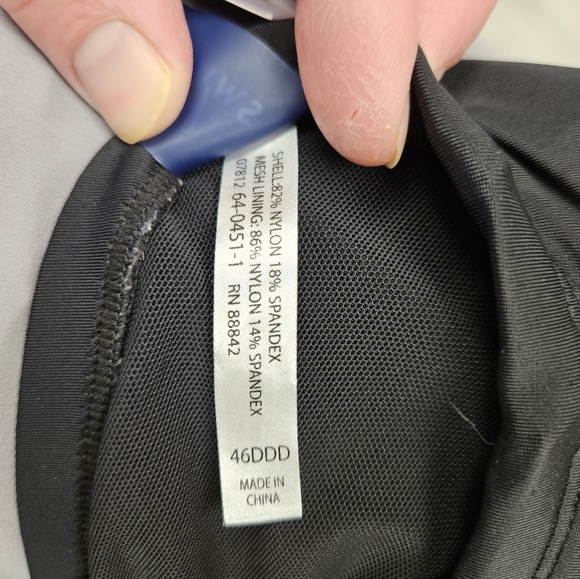 SHELL:82% NYLON 18% SPANDEX
MESH LINING: 86% NYLON 14% SPANDEX
07812 64-0451-1 RN 88842
46DDD
MADE IN
CHINA